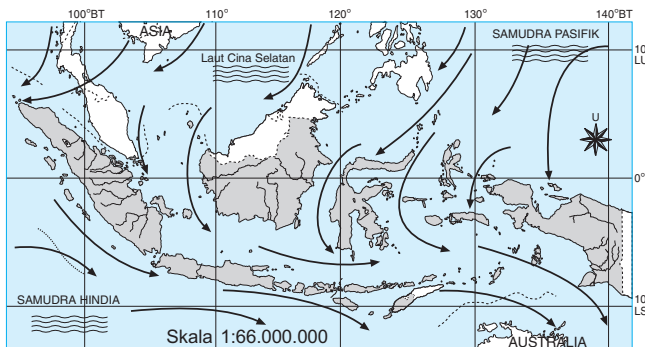 100°BT
110°
120°
130°
140°BT
ASIA
SAMUDRA PASIFIK
Laut Cina Selatan
10
LU
U
0°
SAMUDRA HINDIA
10
LS
Skala 1:66.000.000
AUSTRALIA